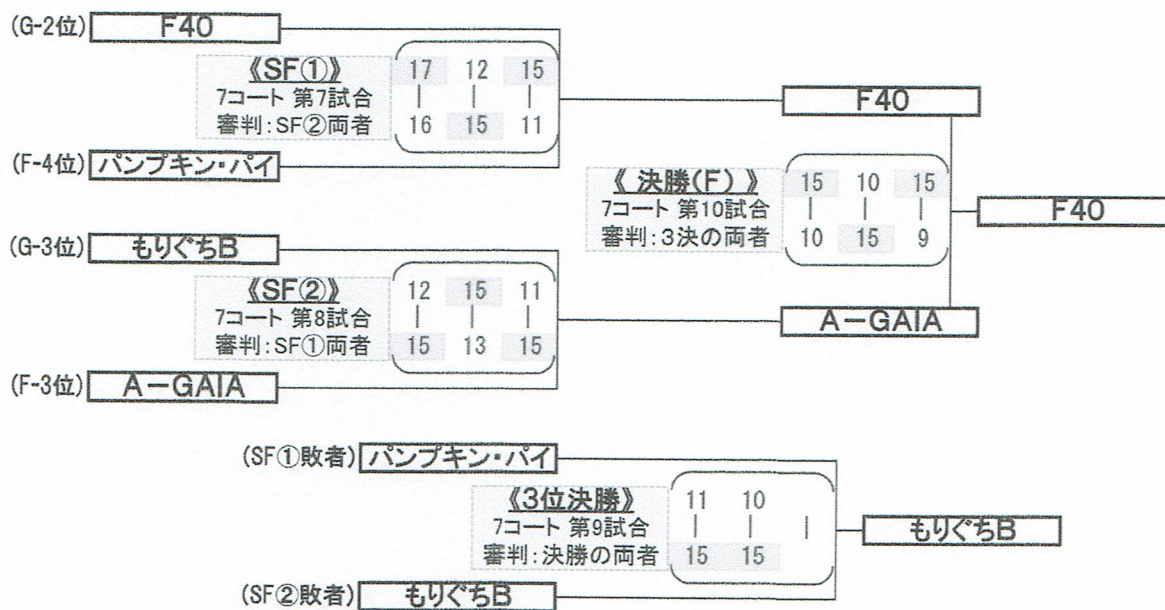 (G-2位) F40
《SF①》
7コート 第7試合
審判:SF②両者
17 12 15
| | |
16 15 11
(F-4位) パンプキン・パイ
F40
《 決勝(F) 》
7コート 第10試合
審判:3決の両者
15 10 15
| | |
10 15 9
F40
(G-3位) もりぐちB
《SF②》
7コート 第8試合
審判:SF①両者
12 15 11
| | |
15 13 15
(F-3位) A-GAIA
A-GAIA
(SF①敗者) パンプキン・パイ
《3位決勝》
7コート 第9試合
審判:決勝の両者
11 10
| | |
15 15
もりぐちB
(SF②敗者) もりぐちB